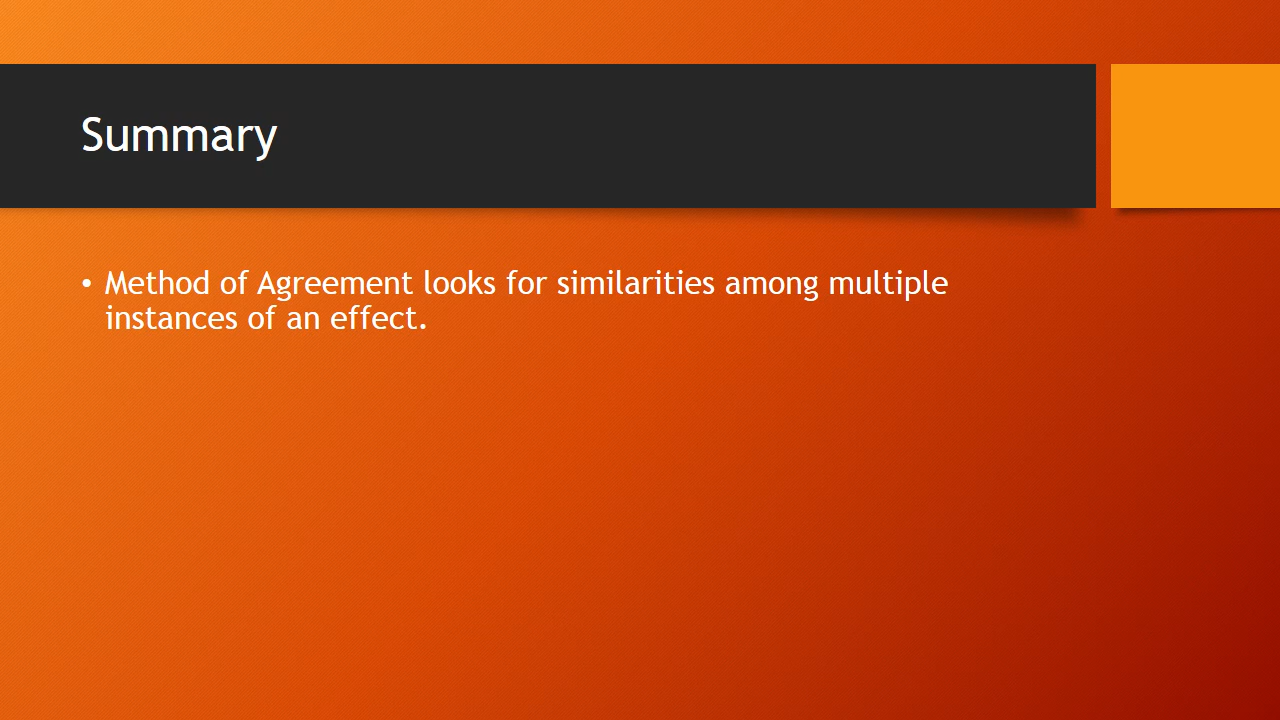 Summary
• Method of Agreement looks for similarities among multiple
instances of an effect.